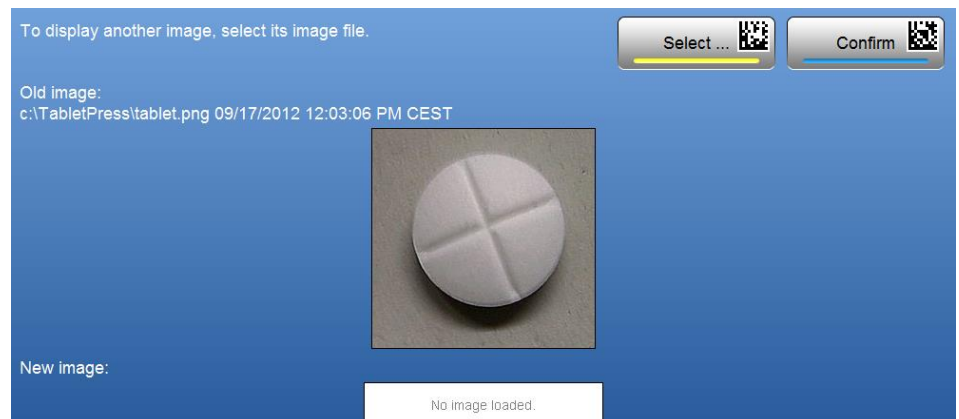 To display another image, select its image file.
Select ...
Confirm
Old image:
c:\TabletPress\tablet.png 09/17/2012 12:03:06 PM CEST
New image:
No image loaded.